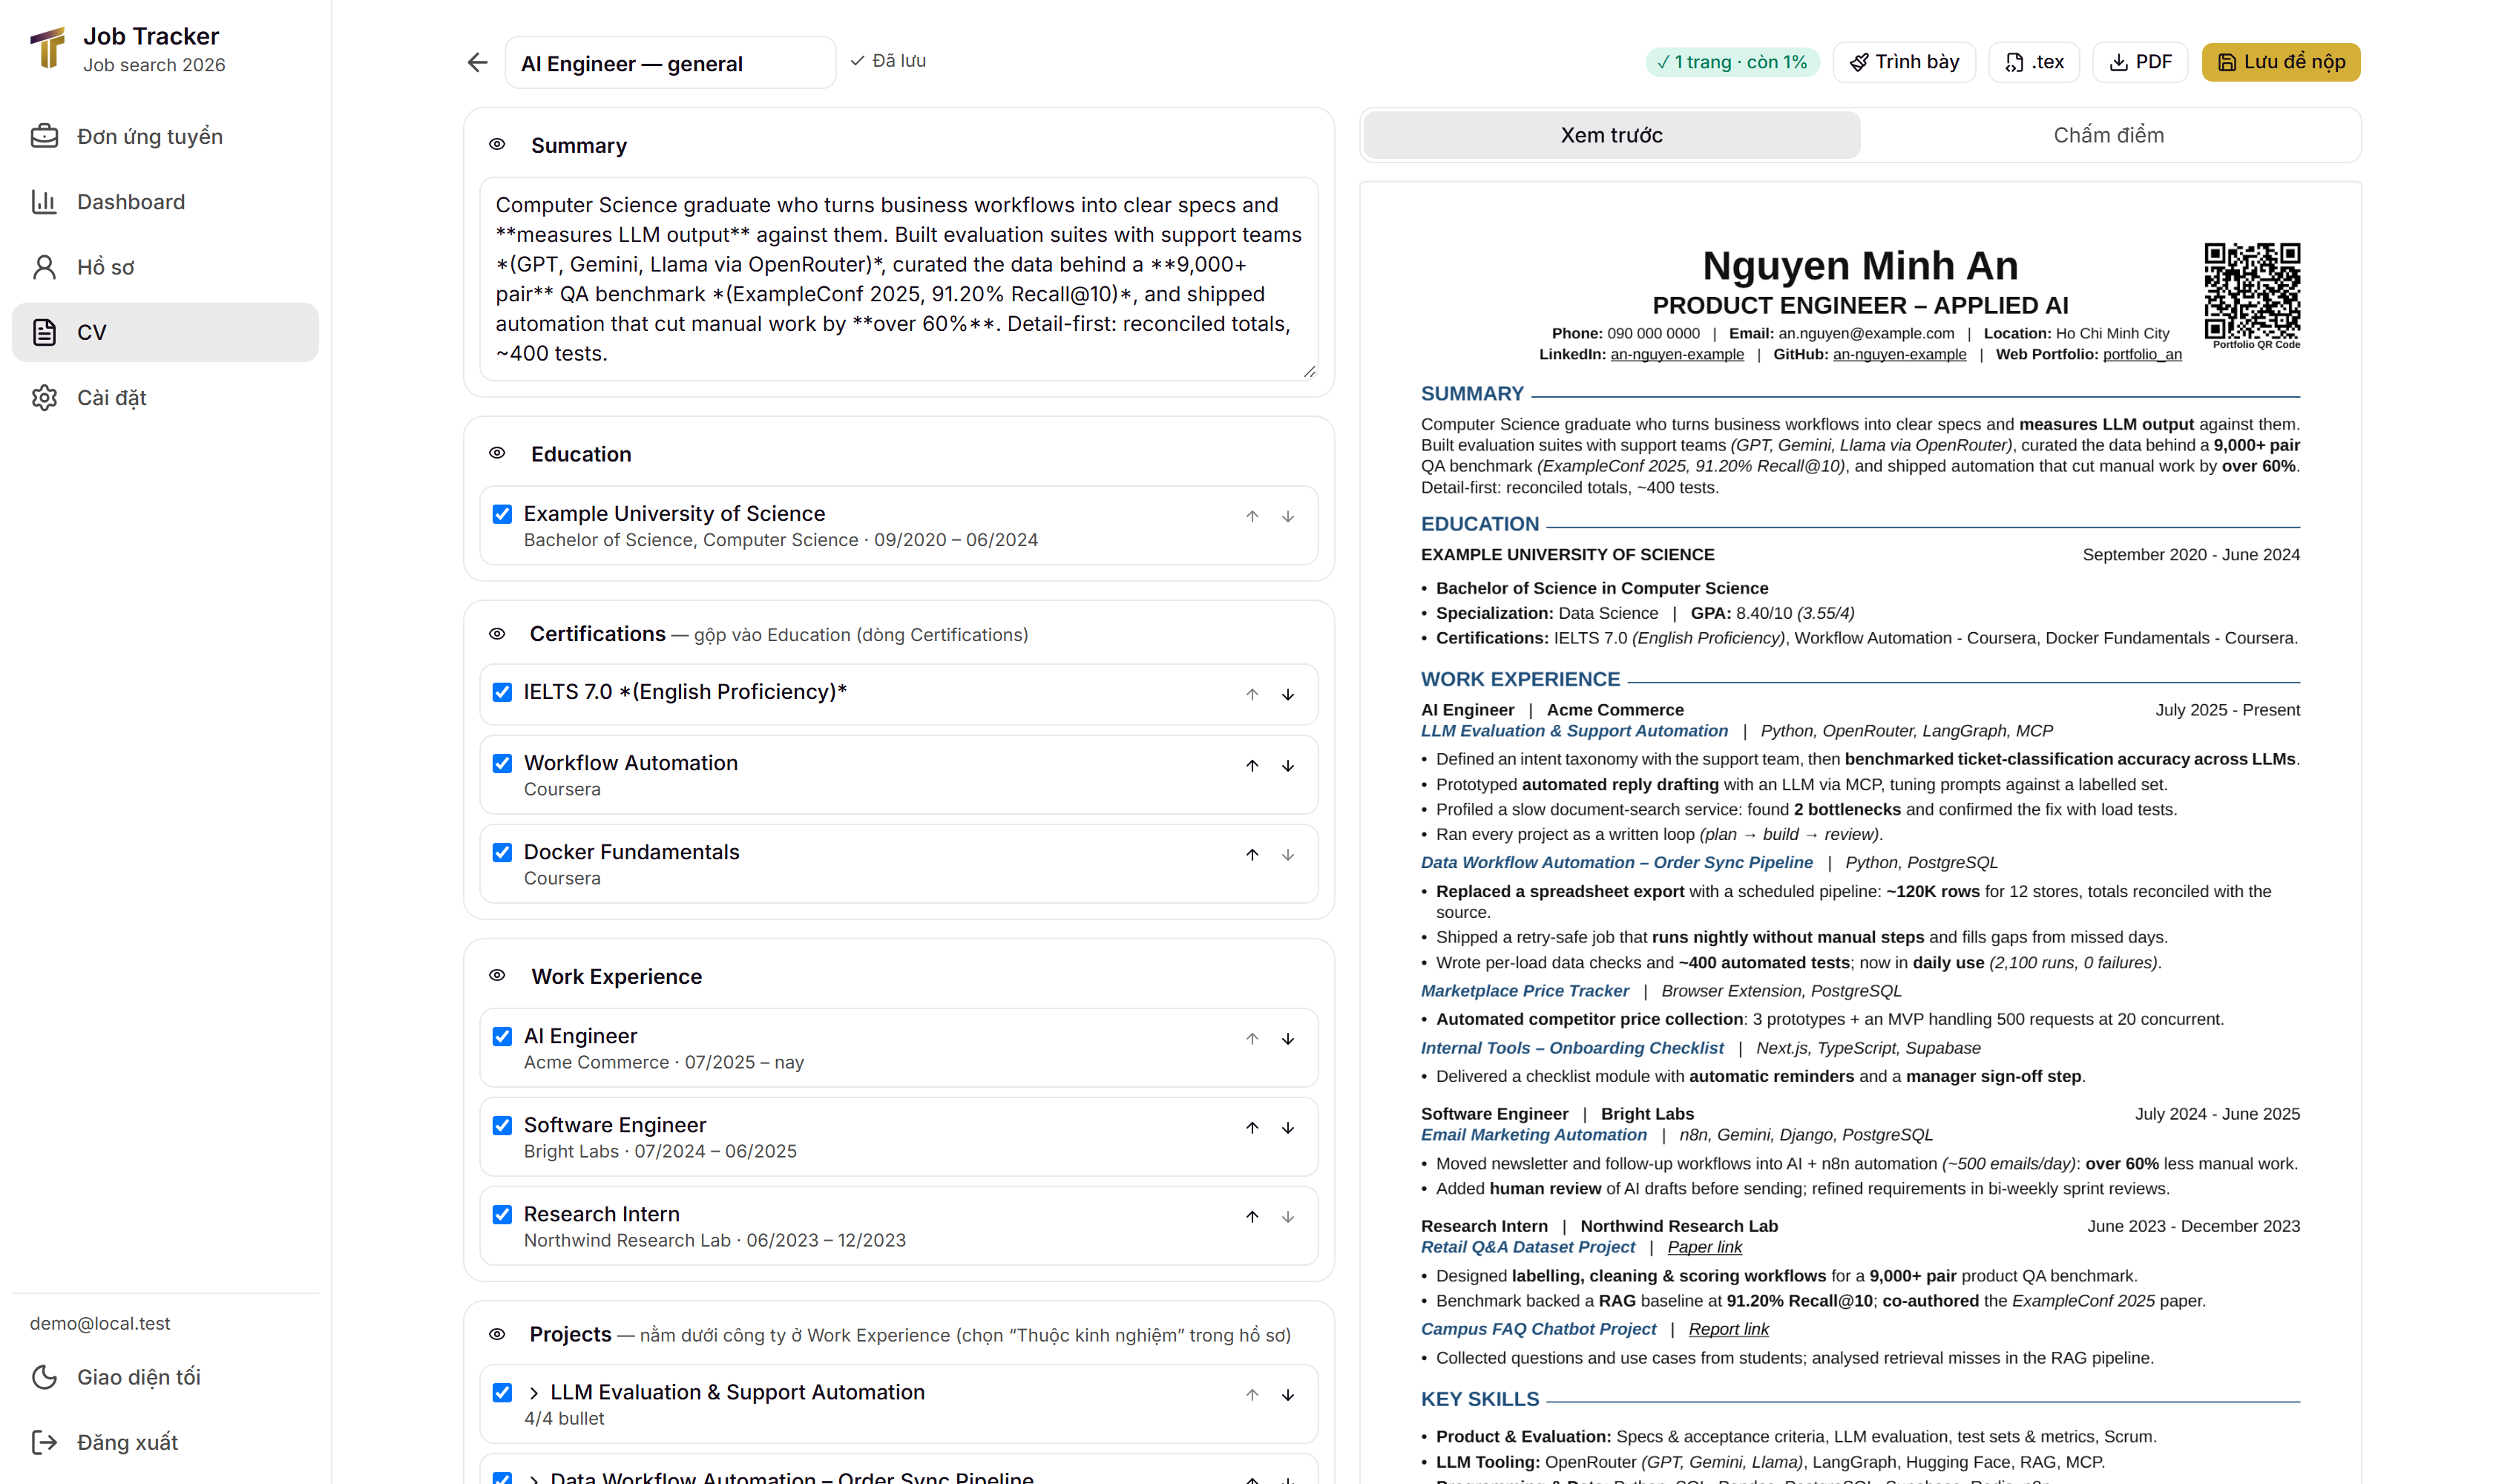 Job Tracker
Job search 2026
Đơn ứng tuyển
Dashboard
Hồ sơ
CV
Cài đặt
demo@local.test
Giao diện tối
Đăng xuất
AI Engineer — general
Đã lưu
✓ 1 trang · còn 1%
Trình bày
.tex
PDF
Lưu để nộp
Summary
Computer Science graduate who turns business workflows into clear specs and
**measures LLM output** against them. Built evaluation suites with support teams
*(GPT, Gemini, Llama via OpenRouter)*, curated the data behind a **9,000+
pair** QA benchmark *(ExampleConf 2025, 91.20% Recall@10)*, and shipped
automation that cut manual work by **over 60%**. Detail-first: reconciled totals,
~400 tests.
Education
Example University of Science
Bachelor of Science, Computer Science · 09/2020 – 06/2024
Certifications — gộp vào Education (dòng Certifications)
IELTS 7.0 *(English Proficiency)*
Workflow Automation
Coursera
Docker Fundamentals
Coursera
Work Experience
AI Engineer
Acme Commerce · 07/2025 – nay
Software Engineer
Bright Labs · 07/2024 – 06/2025
Research Intern
Northwind Research Lab · 06/2023 – 12/2023
Projects — nằm dưới công ty ở Work Experience (chọn “Thuộc kinh nghiệm” trong hồ sơ)
LLM Evaluation & Support Automation
4/4 bullet
Data Workflow Automation – Order Sync Pipeline
Xem trước
Chấm điểm
Nguyen Minh An
PRODUCT ENGINEER – APPLIED AI
Phone: 090 000 0000 | Email: an.nguyen@example.com | Location: Ho Chi Minh City
LinkedIn: an-nguyen-example | GitHub: an-nguyen-example | Web Portfolio: portfolio_an
Portfolio QR Code
SUMMARY
Computer Science graduate who turns business workflows into clear specs and measures LLM output against them.
Built evaluation suites with support teams (GPT, Gemini, Llama via OpenRouter), curated the data behind a 9,000+ pair
QA benchmark (ExampleConf 2025, 91.20% Recall@10), and shipped automation that cut manual work by over 60%.
Detail-first: reconciled totals, ~400 tests.
EDUCATION
EXAMPLE UNIVERSITY OF SCIENCE September 2020 - June 2024
• Bachelor of Science in Computer Science
• Specialization: Data Science | GPA: 8.40/10 (3.55/4)
• Certifications: IELTS 7.0 (English Proficiency), Workflow Automation - Coursera, Docker Fundamentals - Coursera.
WORK EXPERIENCE
AI Engineer | Acme Commerce July 2025 - Present
LLM Evaluation & Support Automation | Python, OpenRouter, LangGraph, MCP
• Defined an intent taxonomy with the support team, then benchmarked ticket-classification accuracy across LLMs.
• Prototyped automated reply drafting with an LLM via MCP, tuning prompts against a labelled set.
• Profiled a slow document-search service: found 2 bottlenecks and confirmed the fix with load tests.
• Ran every project as a written loop (plan → build → review).
Data Workflow Automation – Order Sync Pipeline | Python, PostgreSQL
• Replaced a spreadsheet export with a scheduled pipeline: ~120K rows for 12 stores, totals reconciled with the
source.
• Shipped a retry-safe job that runs nightly without manual steps and fills gaps from missed days.
• Wrote per-load data checks and ~400 automated tests; now in daily use (2,100 runs, 0 failures).
Marketplace Price Tracker | Browser Extension, PostgreSQL
• Automated competitor price collection: 3 prototypes + an MVP handling 500 requests at 20 concurrent.
Internal Tools – Onboarding Checklist | Next.js, TypeScript, Supabase
• Delivered a checklist module with automatic reminders and a manager sign-off step.
Software Engineer | Bright Labs July 2024 - June 2025
Email Marketing Automation | n8n, Gemini, Django, PostgreSQL
• Moved newsletter and follow-up workflows into AI + n8n automation (~500 emails/day): over 60% less manual work.
• Added human review of AI drafts before sending; refined requirements in bi-weekly sprint reviews.
Research Intern | Northwind Research Lab June 2023 - December 2023
Retail Q&A Dataset Project | Paper link
• Designed labelling, cleaning & scoring workflows for a 9,000+ pair product QA benchmark.
• Benchmark backed a RAG baseline at 91.20% Recall@10; co-authored the ExampleConf 2025 paper.
Campus FAQ Chatbot Project | Report link
• Collected questions and use cases from students; analysed retrieval misses in the RAG pipeline.
KEY SKILLS
• Product & Evaluation: Specs & acceptance criteria, LLM evaluation, test sets & metrics, Scrum.
• LLM Tooling: OpenRouter (GPT, Gemini, Llama), LangGraph, Hugging Face, RAG, MCP.